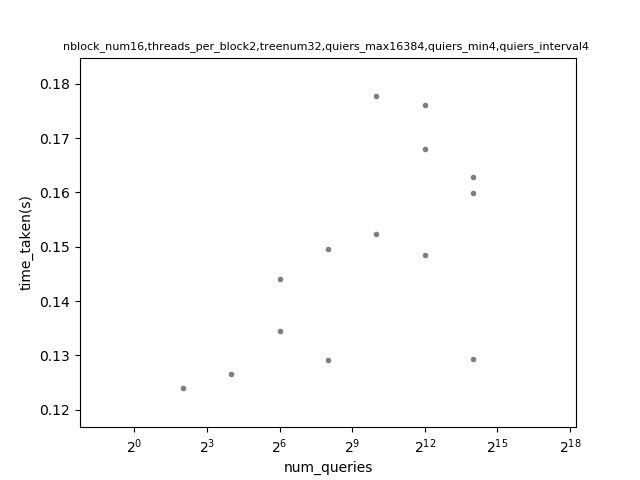 nblock_num16,threads_per_block2,treenum32,quiers_max16384,quiers_min4,quiers_interval4
0.18
0.17
0.16
0.15
0.14
0.13
0.12
time_taken(s)
2^0 2^3 2^6 2^9 2^12 2^15 2^18
num_queries